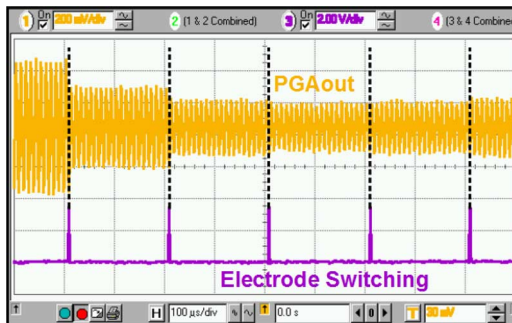 1 On 200 mV/div 2 (1 & 2 Combined) 3 On 2.00 V/div 4 (3 & 4 Combined)
PGAout
Electrode Switching
H 100 µs/div 0.0 s 0 T 30 mV